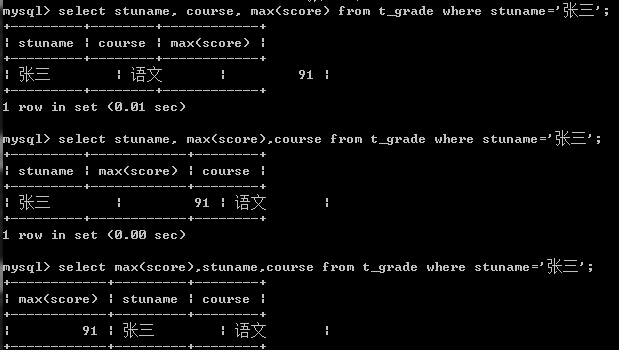 mysql> select stuname, course, max(score) from t_grade where stuname='张三';
+---------+--------+------------+
| stuname | course | max(score) |
+---------+--------+------------+
| 张三 | 语文 | 91 |
+---------+--------+------------+
1 row in set (0.01 sec)
mysql> select stuname, max(score),course from t_grade where stuname='张三';
+---------+------------+--------+
| stuname | max(score) | course |
+---------+------------+--------+
| 张三 | 91 | 语文 |
+---------+------------+--------+
1 row in set (0.00 sec)
mysql> select max(score),stuname,course from t_grade where stuname='张三';
+------------+---------+--------+
| max(score) | stuname | course |
+------------+---------+--------+
| 91 | 张三 | 语文 |